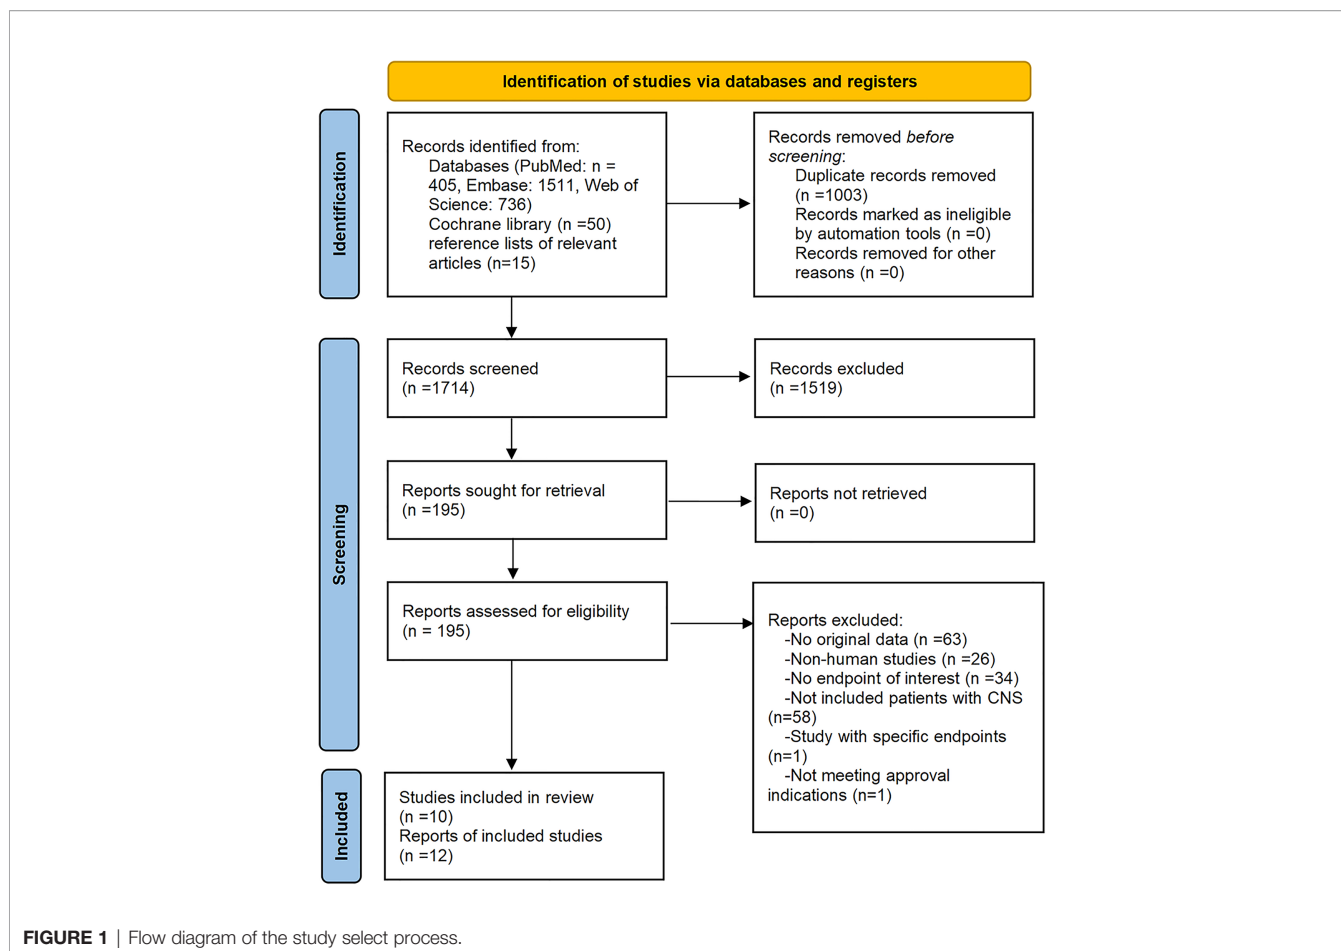 Identification of studies via databases and registers
Identification
Records identified from:
Databases (PubMed: n =
405, Embase: 1511, Web of
Science: 736)
Cochrane library (n =50)
reference lists of relevant
articles (n=15)
Records removed before
screening:
Duplicate records removed
(n =1003)
Records marked as ineligible
by automation tools (n =0)
Records removed for other
reasons (n =0)
Screening
Records screened
(n =1714)
Records excluded
(n =1519)
Reports sought for retrieval
(n =195)
Reports not retrieved
(n =0)
Reports assessed for eligibility
(n = 195)
Reports excluded:
-No original data (n =63)
-Non-human studies (n =26)
-No endpoint of interest (n =34)
-Not included patients with CNS
(n=58)
-Study with specific endpoints
(n=1)
-Not meeting approval
indications (n=1)
Included
Studies included in review
(n =10)
Reports of included studies
(n =12)
FIGURE 1 | Flow diagram of the study select process.